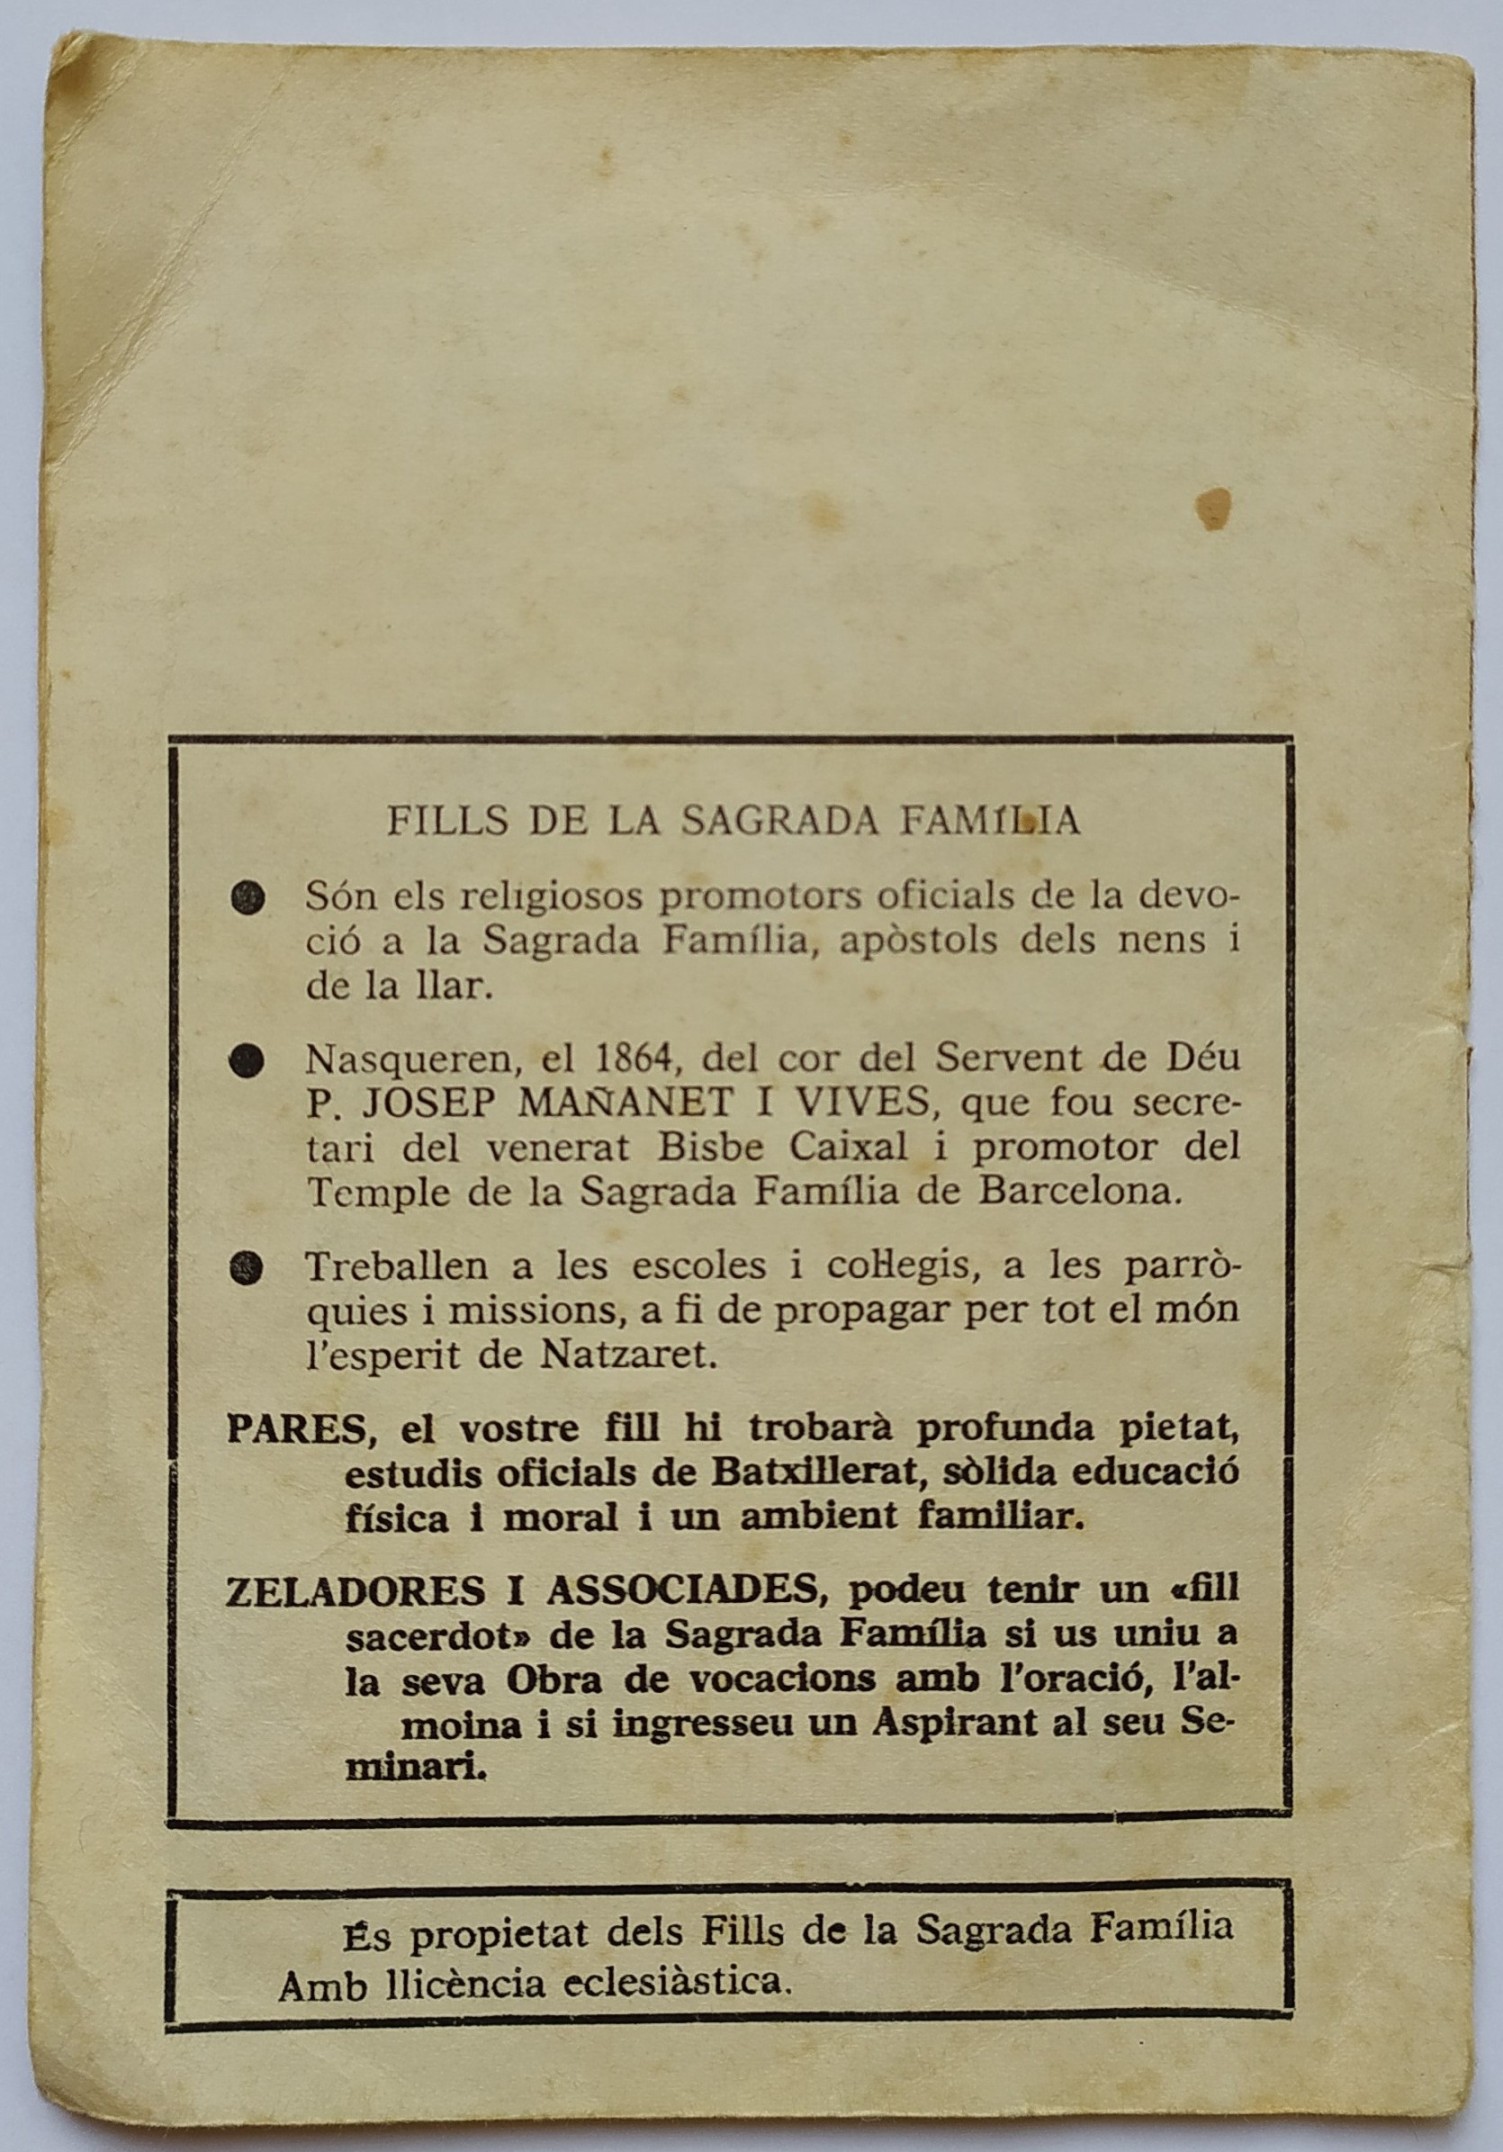 FILLS DE LA SAGRADA FAMÍLIA
● Són els religiosos promotors oficials de la devo-
ció a la Sagrada Família, apòstols dels nens i
de la llar.
● Nasqueren, el 1864, del cor del Servent de Déu
P. JOSEP MAÑANET I VIVES, que fou secre-
tari del venerat Bisbe Caixal i promotor del
Temple de la Sagrada Família de Barcelona.
● Treballen a les escoles i col·legis, a les parrò-
quies i missions, a fi de propagar per tot el món
l'esperit de Natzaret.
PARES, el vostre fill hi trobarà profunda pietat,
estudis oficials de Batxillerat, sòlida educació
física i moral i un ambient familiar.
ZELADORES I ASSOCIADES, podeu tenir un «fill
sacerdot» de la Sagrada Família si us uniu a
la seva Obra de vocacions amb l'oració, l'al-
moina i si ingresseu un Aspirant al seu Se-
minari.
És propietat dels Fills de la Sagrada Família
Amb llicència eclesiàstica.